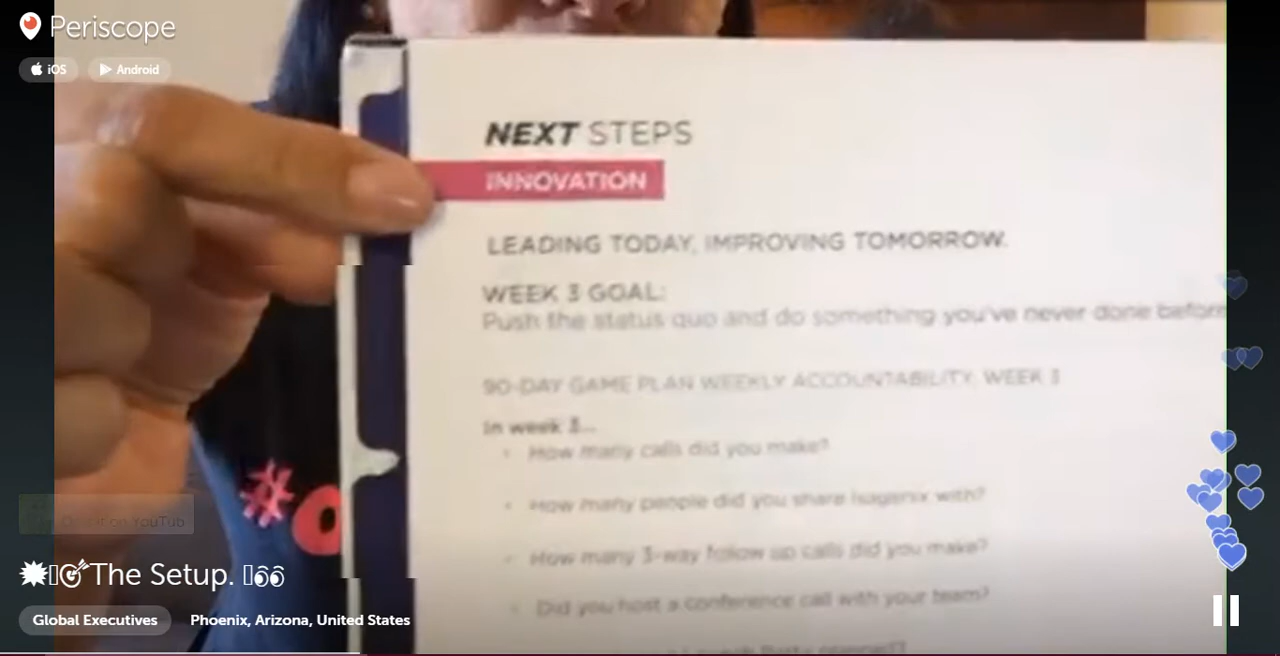 Periscope
iOS
Android
NEXT STEPS
INNOVATION
LEADING TODAY, IMPROVING TOMORROW.
WEEK 3 GOAL:
Push the status quo and do something you've never done before
90-DAY GAME PLAN WEEKLY ACCOUNTABILITY, WEEK 3
In week 3...
• How many calls did you make?
• How many people did you share Isagenix with?
• How many 3-way follow up calls did you make?
• Did you host a conference call with your team?
#O
The Setup.
Global Executives
Phoenix, Arizona, United States